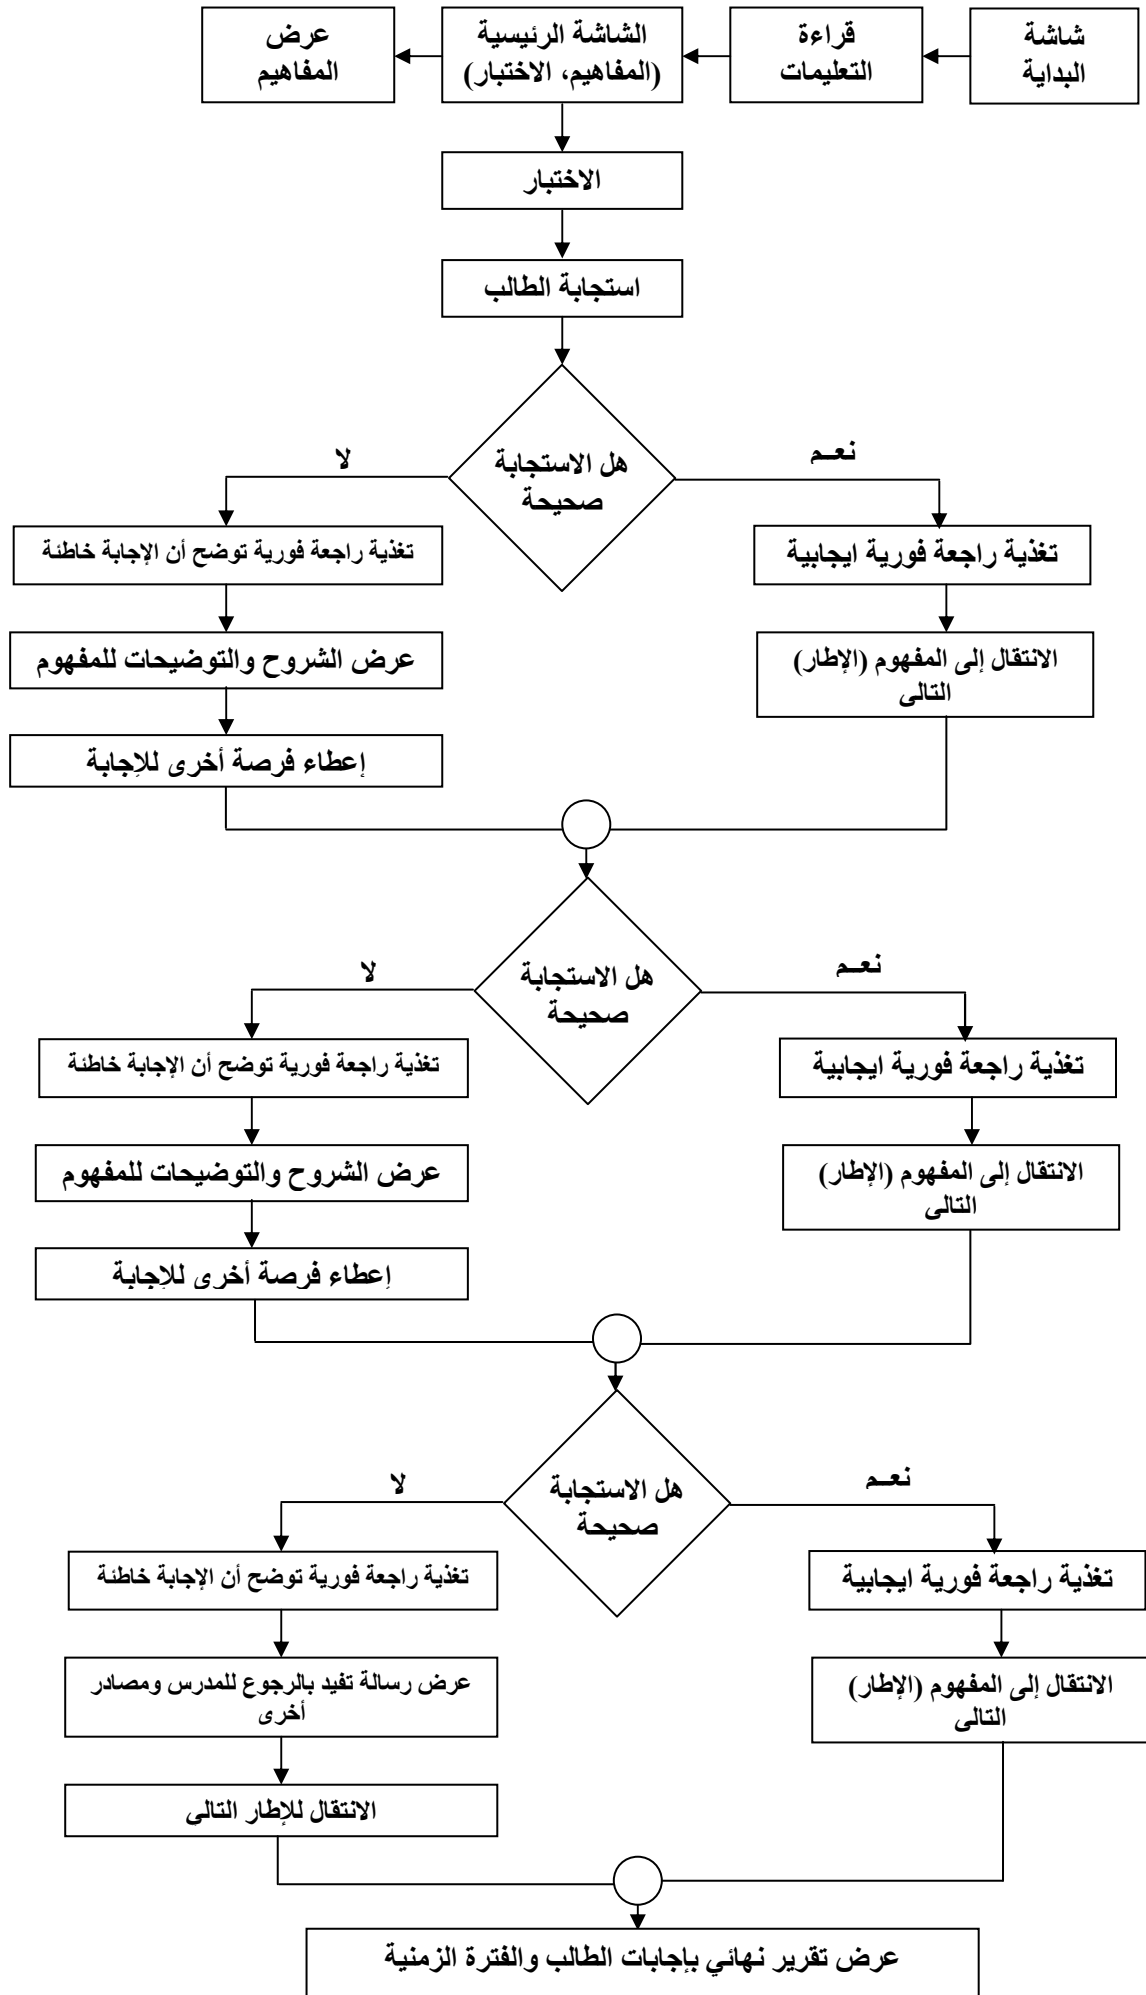 شاشة
البداية
قراءة
التعليمات
الشاشة الرئيسية
(المفاهيم، الاختبار)
عرض
المفاهيم
الاختبار
استجابة الطالب
هل الاستجابة
صحيحة
نعـم
لا
تغذية راجعة فورية ايجابية
الانتقال إلى المفهوم (الإطار)
التالى
تغذية راجعة فورية توضح أن الإجابة خاطئة
عرض الشروح والتوضيحات للمفهوم
إعطاء فرصة أخرى للإجابة
هل الاستجابة
صحيحة
نعـم
لا
تغذية راجعة فورية ايجابية
الانتقال إلى المفهوم (الإطار)
التالى
تغذية راجعة فورية توضح أن الإجابة خاطئة
عرض الشروح والتوضيحات للمفهوم
إعطاء فرصة أخرى للإجابة
هل الاستجابة
صحيحة
نعـم
لا
تغذية راجعة فورية ايجابية
الانتقال إلى المفهوم (الإطار)
التالى
تغذية راجعة فورية توضح أن الإجابة خاطئة
عرض رسالة تفيد بالرجوع للمدرس ومصادر
أخرى
الانتقال للإطار التالى
عرض تقرير نهائي بإجابات الطالب والفترة الزمنية